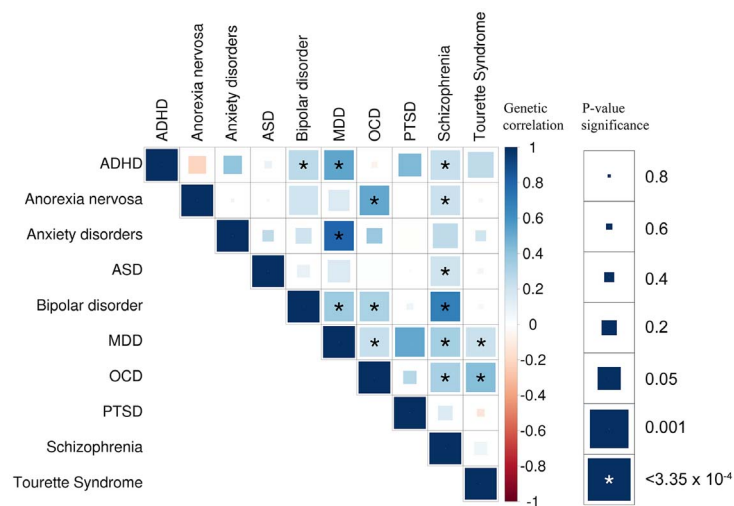 ADHD
Anorexia nervosa
Anxiety disorders
ASD
Bipolar disorder
MDD
OCD
PTSD
Schizophrenia
Tourette Syndrome
Genetic
correlation
P-value
significance
ADHD
Anorexia nervosa
Anxiety disorders
ASD
Bipolar disorder
MDD
OCD
PTSD
Schizophrenia
Tourette Syndrome
* * *
* *
*
*
* * *
* * *
* *
1
0.8
0.6
0.4
0.2
0
-0.2
-0.4
-0.6
-0.8
-1
0.8
0.6
0.4
0.2
0.05
0.001
* <3.35 x 10⁻⁴